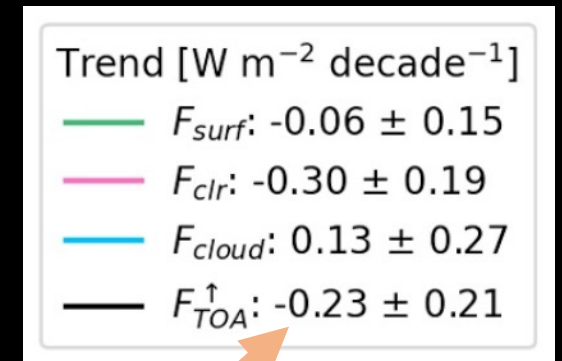 Trend [W m⁻² decade⁻¹]
F_surf: -0.06 ± 0.15
F_clr: -0.30 ± 0.19
F_cloud: 0.13 ± 0.27
F_TOA^↑: -0.23 ± 0.21